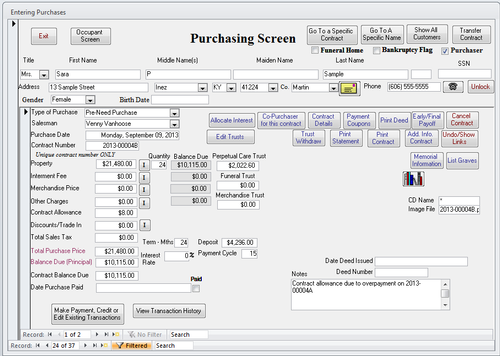 Entering Purchases
Exit
Occupant Screen
Purchasing Screen
Go To a Specific Contract
Go To A Specific Name
Show All Customers
Transfer Contract
Funeral Home
Bankruptcy Flag
Purchaser
Title First Name Middle Name(s) Maiden Name Last Name SSN
Mrs. Sara P Sample
Address 13 Sample Street Inez KY 41224 Co. Martin Phone (606) 555-5555 Unlock
Gender Female Birth Date
Type of Purchase Pre-Need Purchase
Salesman Venny Vanhoose
Purchase Date Monday, September 09, 2013
Contract Number 2013-000048
Unique contract number ONLY
Quantity Balance Due Perpetual Care Trust
Property $21,480.00 I 24 $10,115.00 $2,022.60
Interment Fee $0.00 $0.00 Funeral Trust
Merchandise Price $0.00 I $0.00 $0.00
Other Charges $0.00 I $0.00 Merchandise Trust
Contract Allowance $8.00 $0.00
Discounts/Trade In $0.00 I
Total Sales Tax $0.00
Term - Mths 24 Deposit $4,296.00
Total Purchase Price $21,480.00
Interest Rate 0 % Payment Cycle 15
Balance Due (Principal) $10,115.00
Contract Balance Due $10,115.00
Paid
Date Purchase Paid
Allocate Interest
Co-Purchaser for this contract
Contract Details
Payment Coupons
Print Deed
Early/Final Payoff
Cancel Contract
Edit Trusts
Trust Withdraw
Print Statement
Print Contract
Add. Info. Contract
Undo/Show Links
Memorial Information
List Graves
CD Name *
Image File 2013-000048.p
Date Deed Issued
Deed Number
Notes
Contract allowance due to overpayment on 2013-00004A
Make Payment, Credit or Edit Existing Transactions
View Transaction History
Record: 1 of 2 No Filter Search
Record: 24 of 37 Filtered Search